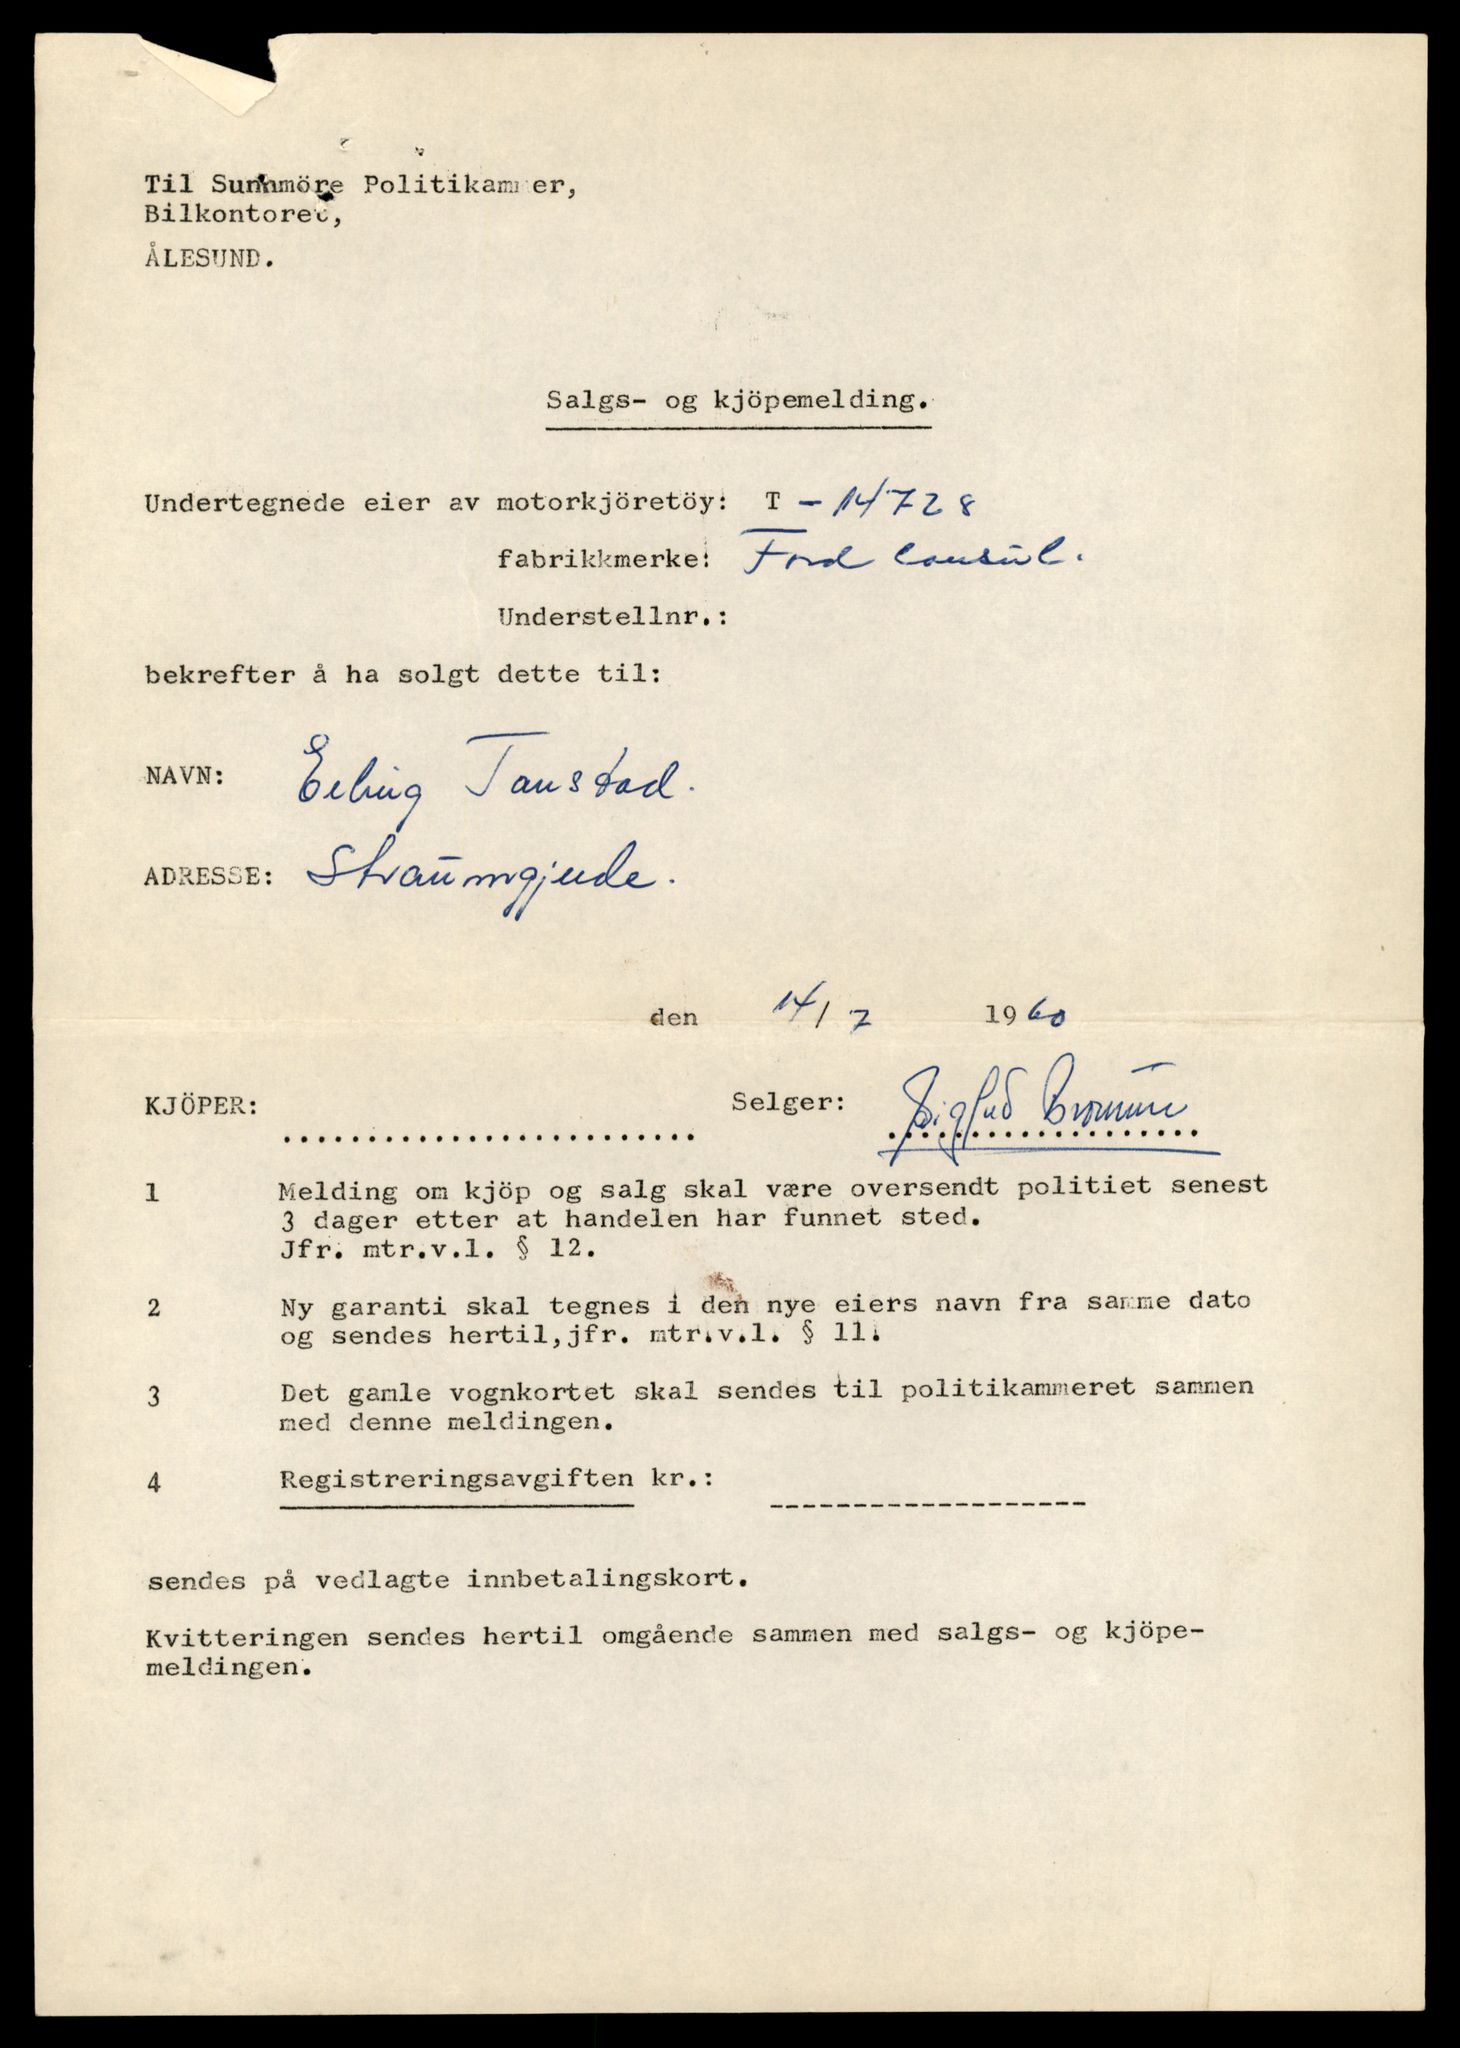 Til Sunnmöre Politikammer,
Bilkontoret,
ÅLESUND.
Salgs- og kjöpemelding.
Undertegnede eier av motorkjöretöy: T - 14728
fabrikkmerke: Ford Consul.
Understellnr.:
bekrefter å ha solgt dette til:
NAVN: Erling Tanstad.
ADRESSE: Straumgjerde.
den 14/7 1960
KJÖPER: Selger: Sigfred
1 Melding om kjöp og salg skal være oversendt politiet senest
3 dager etter at handelen har funnet sted.
Jfr. mtr.v.l. § 12.
2 Ny garanti skal tegnes i den nye eiers navn fra samme dato
og sendes hertil,jfr. mtr.v.l. § 11.
3 Det gamle vognkortet skal sendes til politikammeret sammen
med denne meldingen.
4 Registreringsavgiften kr.: -------------------
sendes på vedlagte innbetalingskort.
Kvitteringen sendes hertil omgående sammen med salgs- og kjöpe-
meldingen.